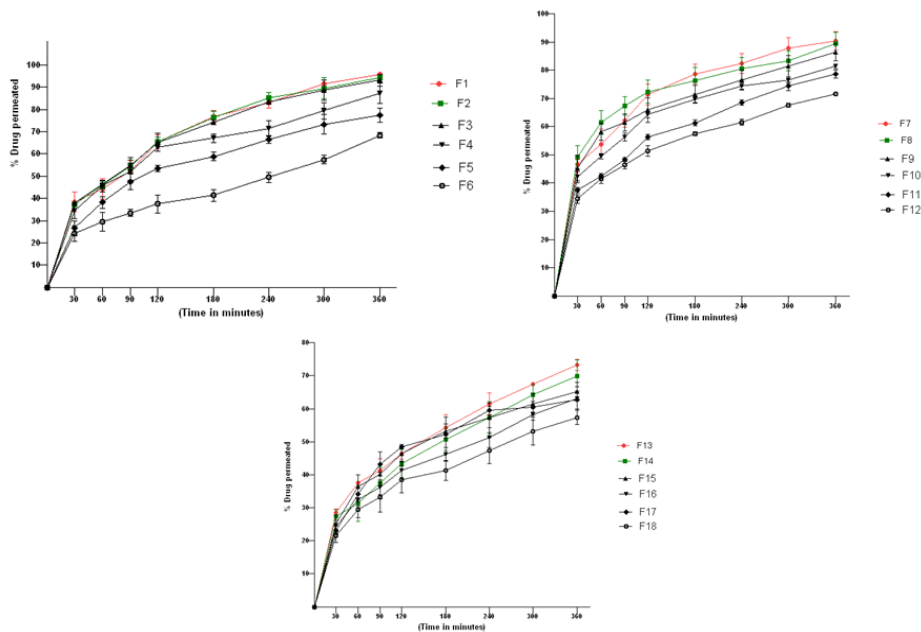 % Drug permeated
100
90
80
70
60
50
40
30
20
10
0
30 60 90 120 180 240 300 360
(Time in minutes)
F1
F2
F3
F4
F5
F6
% Drug permeated
100
90
80
70
60
50
40
30
20
10
0
30 60 90 120 180 240 300 360
(Time in minutes)
F7
F8
F9
F10
F11
F12
% Drug permeated
80
70
60
50
40
30
20
10
0
30 60 90 120 180 240 300 360
(Time in minutes)
F13
F14
F15
F16
F17
F18